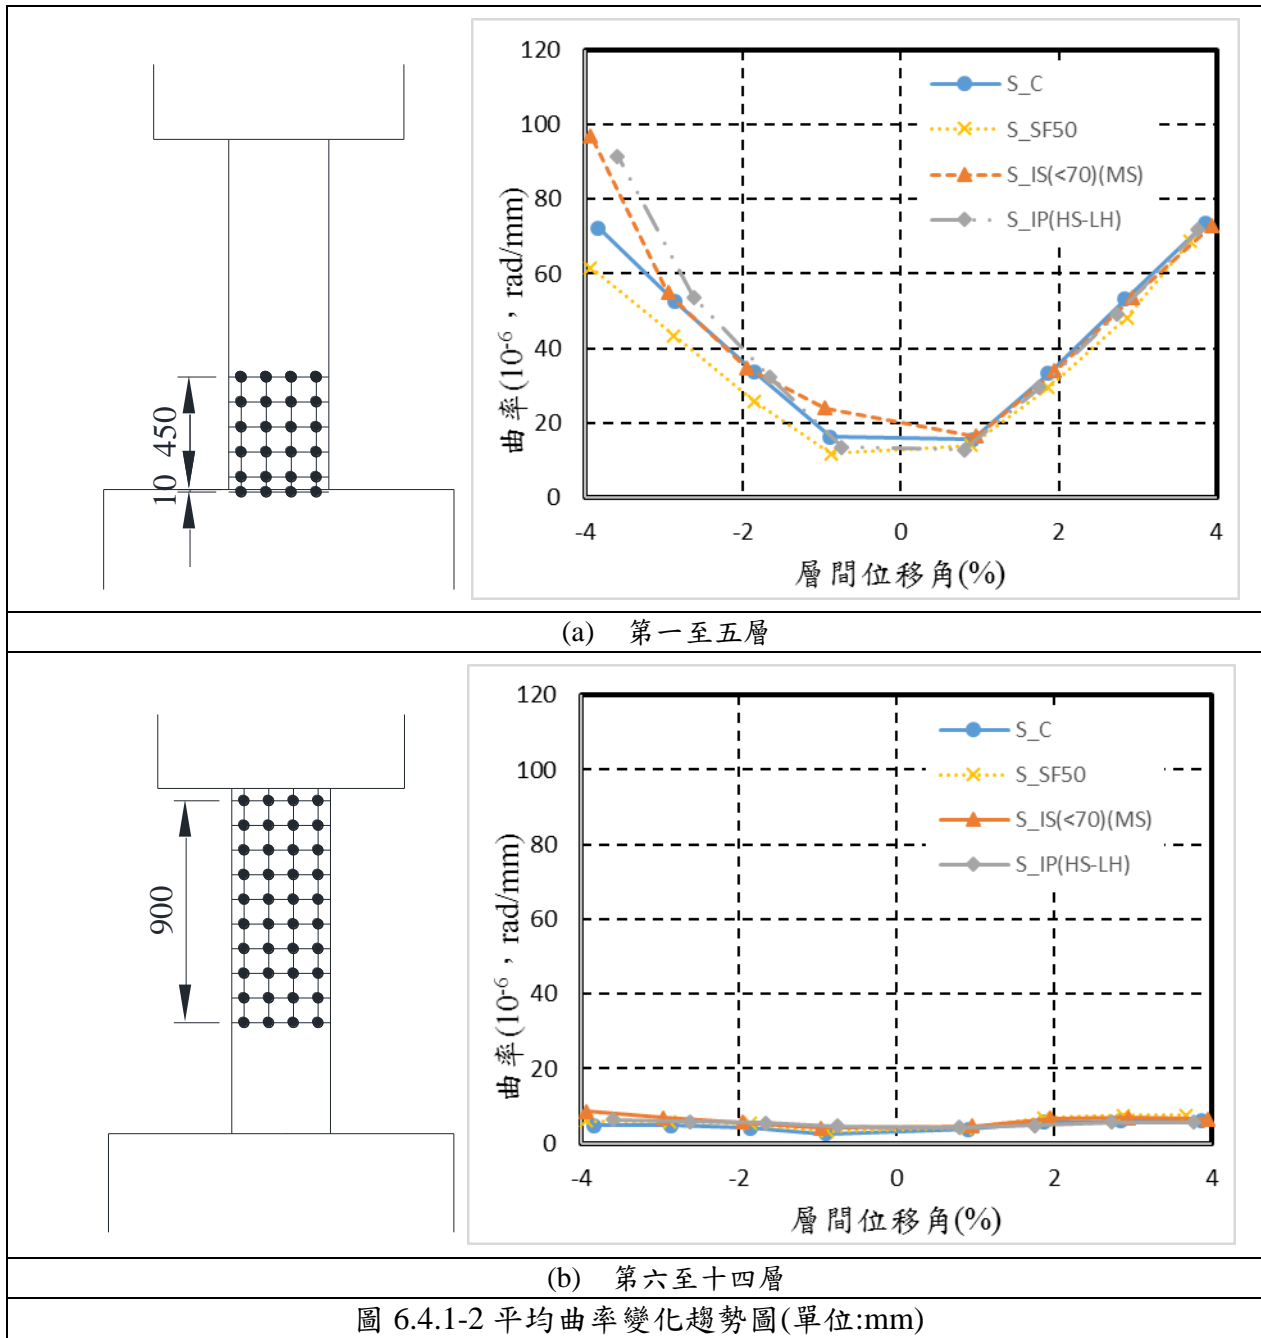 450
10
120
100
80
60
40
20
0
曲率(10⁻⁶，rad/mm)
S_C
S_SF50
S_IS(<70)(MS)
S_IP(HS-LH)
-4 -2 0 2 4
層間位移角(%)
(a) 第一至五層
900
120
100
80
60
40
20
0
曲率(10⁻⁶，rad/mm)
S_C
S_SF50
S_IS(<70)(MS)
S_IP(HS-LH)
-4 -2 0 2 4
層間位移角(%)
(b) 第六至十四層
圖 6.4.1-2 平均曲率變化趨勢圖(單位:mm)